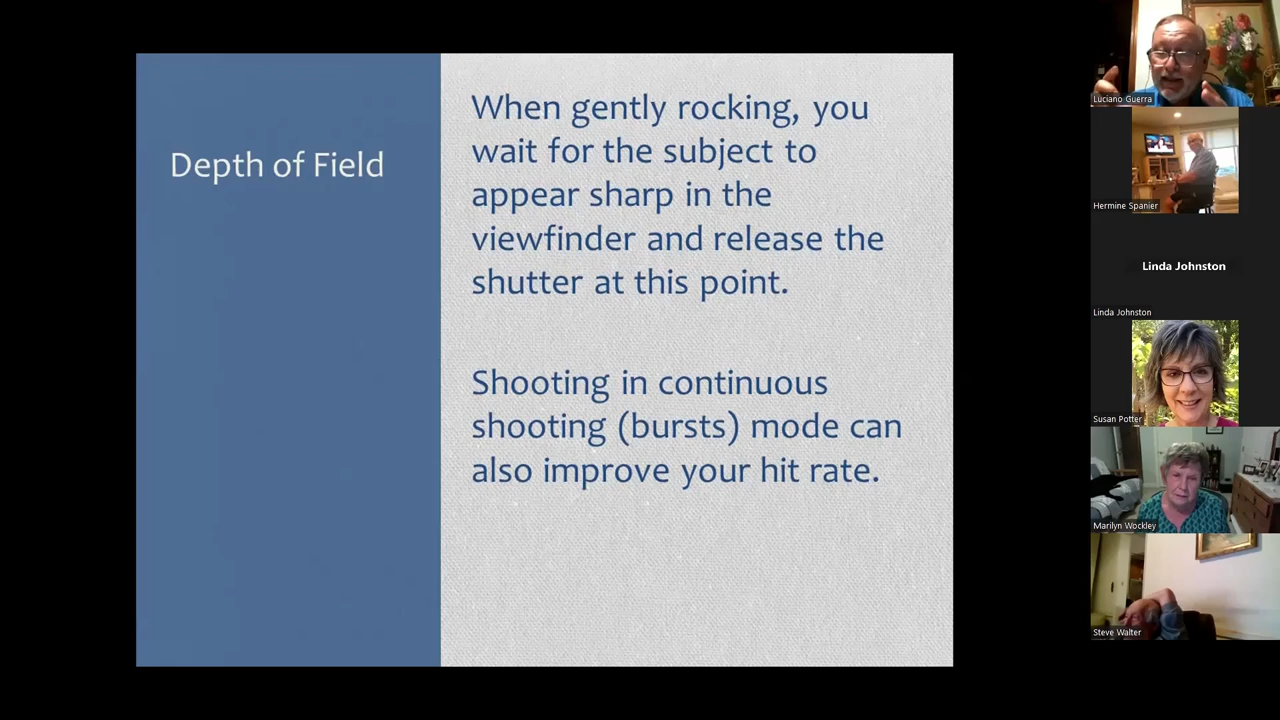 Depth of Field
When gently rocking, you
wait for the subject to
appear sharp in the
viewfinder and release the
shutter at this point.
Shooting in continuous
shooting (bursts) mode can
also improve your hit rate.
Luciano Guerra
Hermine Spanier
Linda Johnston
Linda Johnston
Susan Potter
Marilyn Wockley
Steve Walter